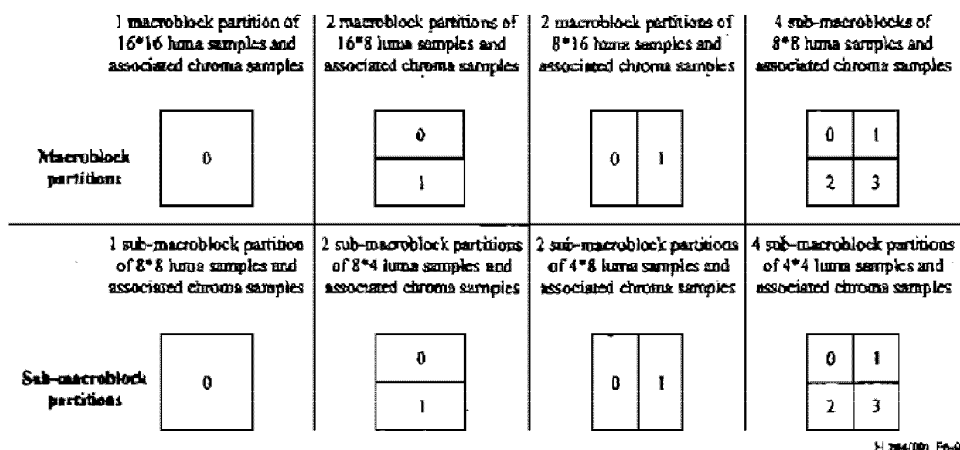 1 macroblock partition of
16*16 luma samples and
associated chroma samples
2 macroblock partitions of
16*8 luma samples and
associated chroma samples
2 macroblock partitions of
8*16 luma samples and
associated chroma samples
4 sub-macroblocks of
8*8 luma samples and
associated chroma samples
Macroblock
partitions
0
0
1
0 1
0 1
2 3
1 sub-macroblock partition
of 8*8 luma samples and
associated chroma samples
2 sub-macroblock partitions
of 8*4 luma samples and
associated chroma samples
2 sub-macroblock partitions
of 4*8 luma samples and
associated chroma samples
4 sub-macroblock partitions
of 4*4 luma samples and
associated chroma samples
Sub-macroblock
partitions
0
0
1
0 1
0 1
2 3